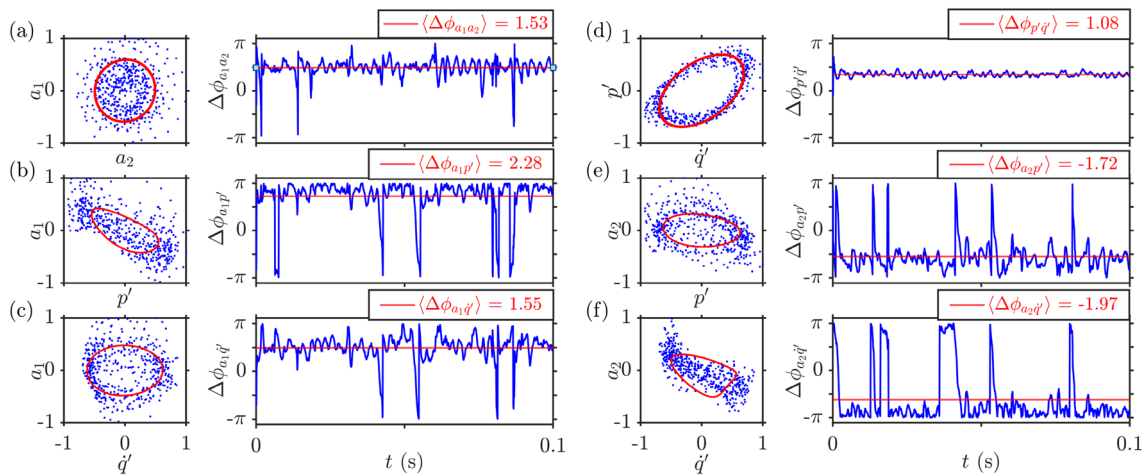 (a)
1
0
-1
a₁
a₂
Δϕ_{a₁a₂}
π
0
-π
⟨Δϕ_{a₁a₂}⟩ = 1.53
(b)
1
0
-1
a₁
p′
Δϕ_{a₁p′}
π
0
-π
⟨Δϕ_{a₁p′}⟩ = 2.28
(c)
1
0
-1
a₁
-1 0 1
q̇′
Δϕ_{a₁q̇′}
π
0
-π
⟨Δϕ_{a₁q̇′}⟩ = 1.55
0 0.1
t (s)
(d)
1
0
-1
p′
q̇′
Δϕ_{p′q̇′}
π
0
-π
⟨Δϕ_{p′q̇′}⟩ = 1.08
(e)
1
0
-1
a₂
p′
Δϕ_{a₂p′}
π
0
-π
⟨Δϕ_{a₂p′}⟩ = -1.72
(f)
1
0
-1
a₂
-1 0 1
q̇′
Δϕ_{a₂q̇′}
π
0
-π
⟨Δϕ_{a₂q̇′}⟩ = -1.97
0 0.1
t (s)